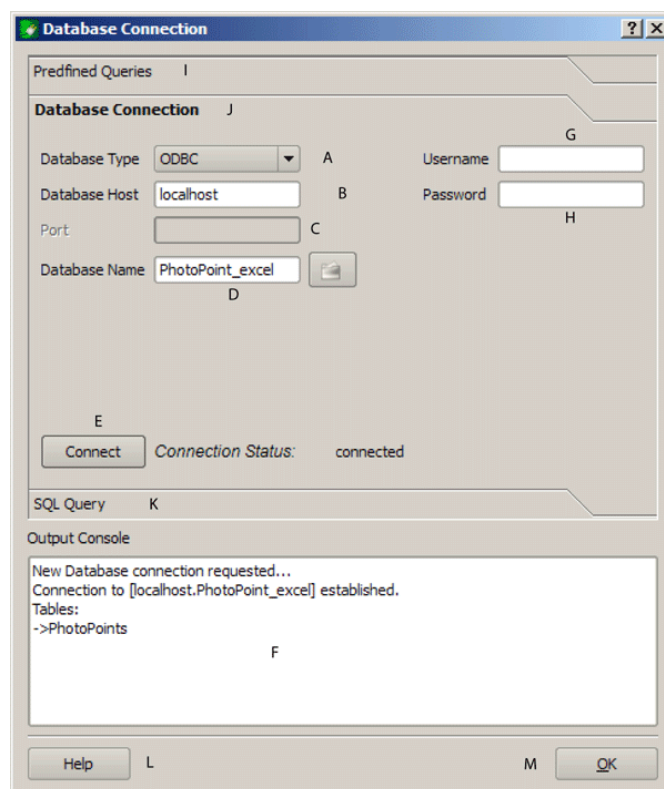 Database Connection ? X
Predfined Queries I
Database Connection J
G
Database Type ODBC A Username
Database Host localhost B Password
H
Port C
Database Name PhotoPoint_excel
D
E
Connect Connection Status: connected
SQL Query K
Output Console
New Database connection requested...
Connection to [localhost.PhotoPoint_excel] established.
Tables:
->PhotoPoints
F
Help L M OK